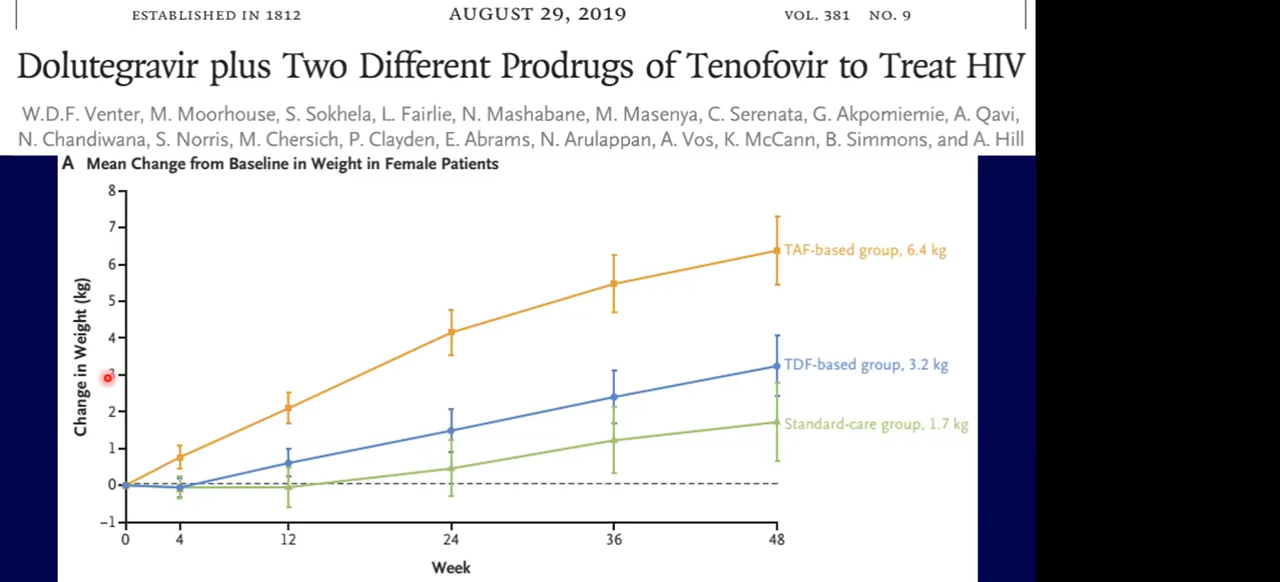 ESTABLISHED IN 1812 AUGUST 29, 2019 VOL. 381 NO. 9
Dolutegravir plus Two Different Prodrugs of Tenofovir to Treat HIV
W.D.F. Venter, M. Moorhouse, S. Sokhela, L. Fairlie, N. Mashabane, M. Masenya, C. Serenata, G. Akpomiemie, A. Qavi,
N. Chandiwana, S. Norris, M. Chersich, P. Clayden, E. Abrams, N. Arulappan, A. Vos, K. McCann, B. Simmons, and A. Hill
A Mean Change from Baseline in Weight in Female Patients
Change in Weight (kg)
8
7
6
5
4
3
2
1
0
−1
TAF-based group, 6.4 kg
TDF-based group, 3.2 kg
Standard-care group, 1.7 kg
0 4 12 24 36 48
Week